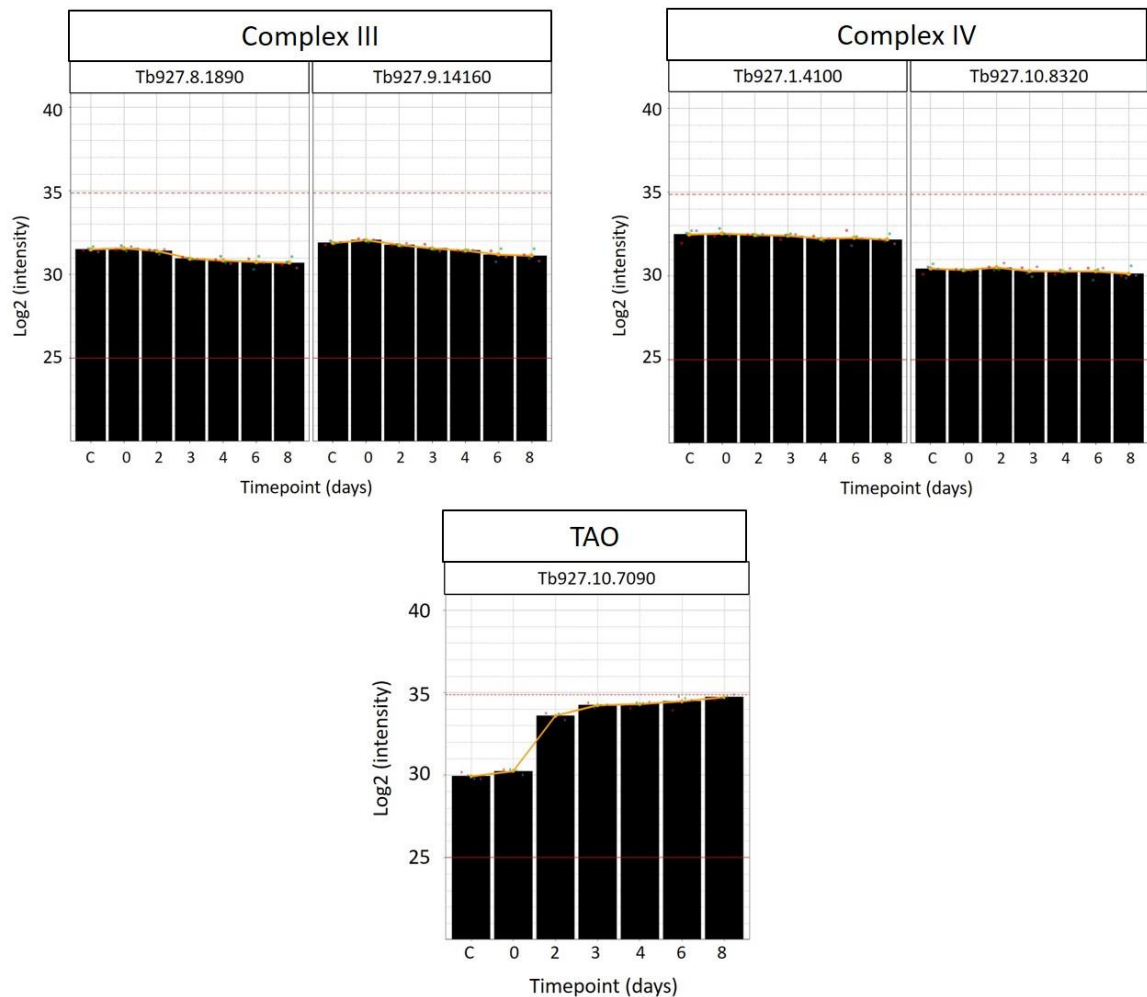 Complex III
Tb927.8.1890 Tb927.9.14160
40
35
30
25
Log2 (intensity)
C 0 2 3 4 6 8 C 0 2 3 4 6 8
Timepoint (days)
Complex IV
Tb927.1.4100 Tb927.10.8320
40
35
30
25
Log2 (intensity)
C 0 2 3 4 6 8 C 0 2 3 4 6 8
Timepoint (days)
TAO
Tb927.10.7090
40
35
30
25
Log2 (intensity)
C 0 2 3 4 6 8
Timepoint (days)